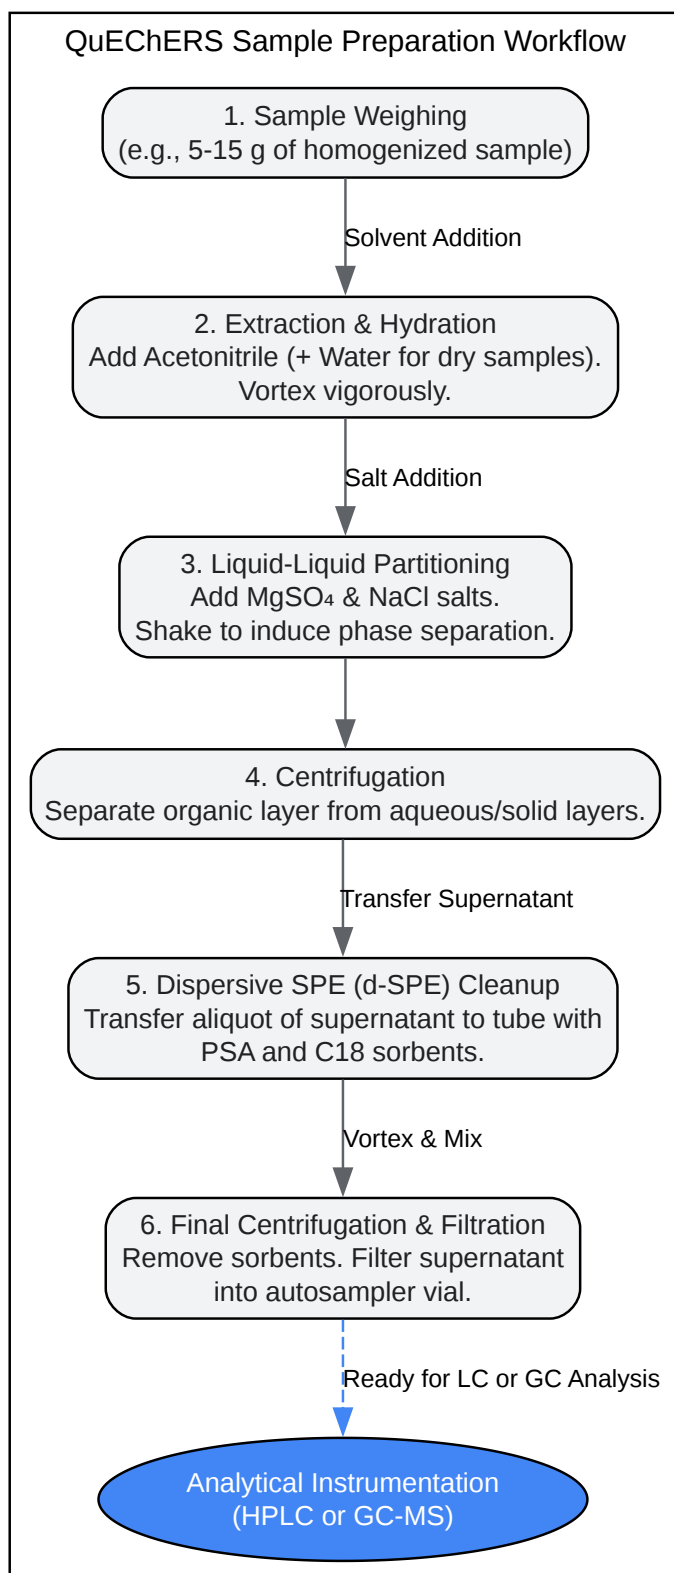 QuEChERS Sample Preparation Workflow
1. Sample Weighing
(e.g., 5-15 g of homogenized sample)
Solvent Addition
2. Extraction & Hydration
Add Acetonitrile (+ Water for dry samples).
Vortex vigorously.
Salt Addition
3. Liquid-Liquid Partitioning
Add MgSO₄ & NaCl salts.
Shake to induce phase separation.
4. Centrifugation
Separate organic layer from aqueous/solid layers.
Transfer Supernatant
5. Dispersive SPE (d-SPE) Cleanup
Transfer aliquot of supernatant to tube with
PSA and C18 sorbents.
Vortex & Mix
6. Final Centrifugation & Filtration
Remove sorbents. Filter supernatant
into autosampler vial.
Ready for LC or GC Analysis
Analytical Instrumentation
(HPLC or GC-MS)